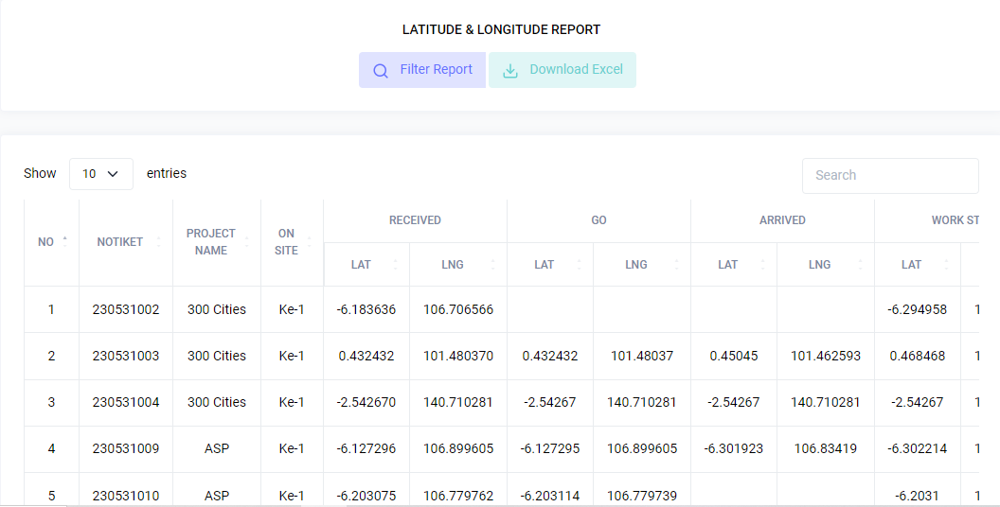 LATITUDE & LONGITUDE REPORT
Filter Report Download Excel
Show 10 entries Search
NO NOTIKET PROJECT NAME ON SITE RECEIVED GO ARRIVED WORK ST
LAT LNG LAT LNG LAT LNG LAT
1 230531002 300 Cities Ke-1 -6.183636 106.706566 -6.294958 1
2 230531003 300 Cities Ke-1 0.432432 101.480370 0.432432 101.48037 0.45045 101.462593 0.468468 1
3 230531004 300 Cities Ke-1 -2.542670 140.710281 -2.54267 140.710281 -2.54267 140.710281 -2.54267 1
4 230531009 ASP Ke-1 -6.127296 106.899605 -6.127295 106.899605 -6.301923 106.83419 -6.302214 1
5 230531010 ASP Ke-1 -6.203075 106.779762 -6.203114 106.779739 -6.2031 1